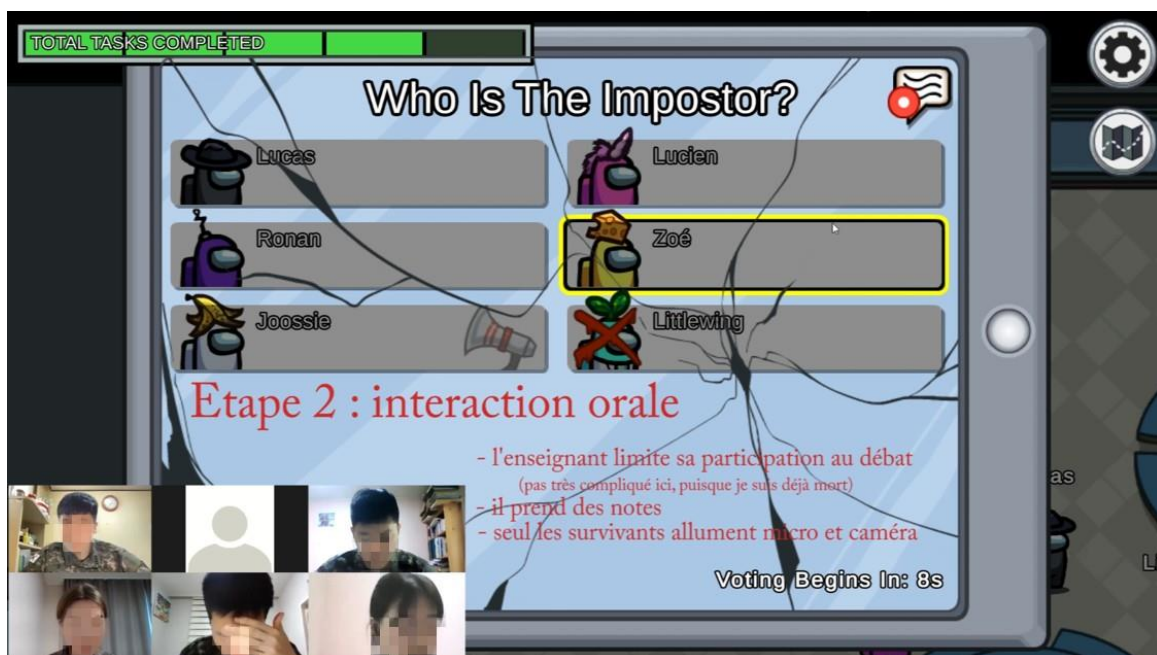 TOTAL TASKS COMPLETED
Who Is The Impostor?
Lucas
Lucien
Ronan
Zoé
Joossie
Littlewing
Etape 2 : interaction orale
- l'enseignant limite sa participation au débat
(pas très compliqué ici, puisque je suis déjà mort)
- il prend des notes
- seul les survivants allument micro et caméra
as
L
Voting Begins In: 8s